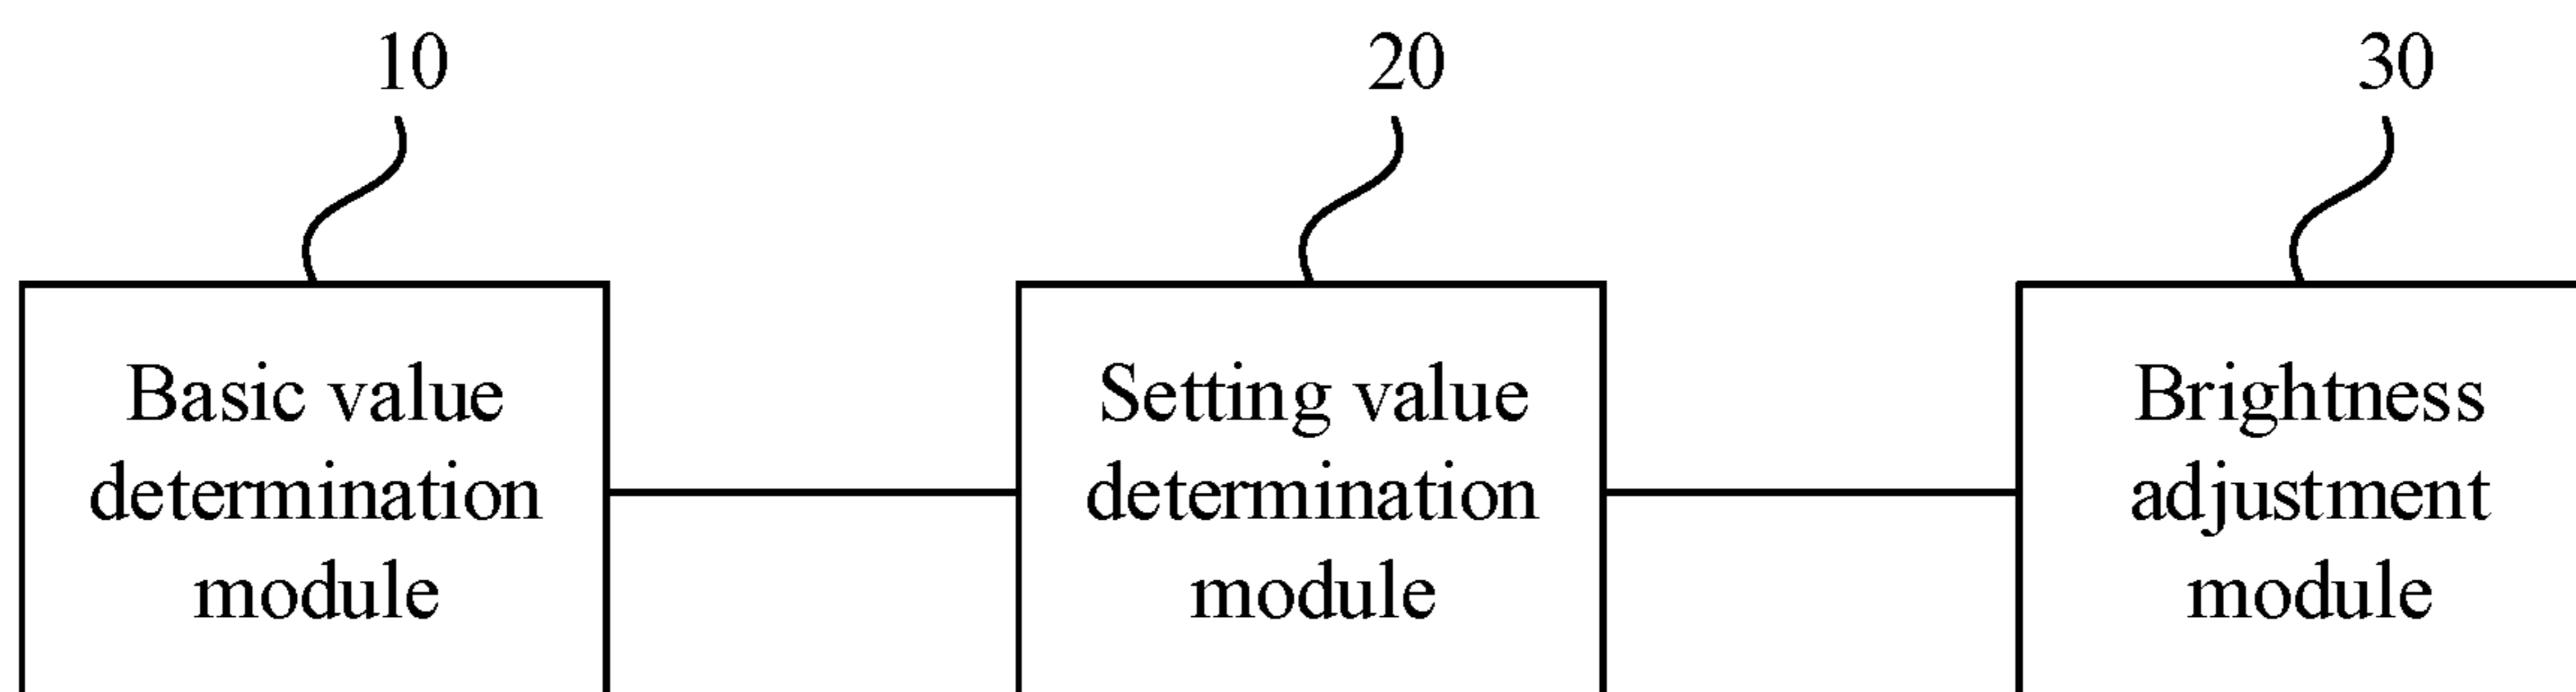 10
20
30
Basic value
determination
module
Setting value
determination
module
Brightness
adjustment
module